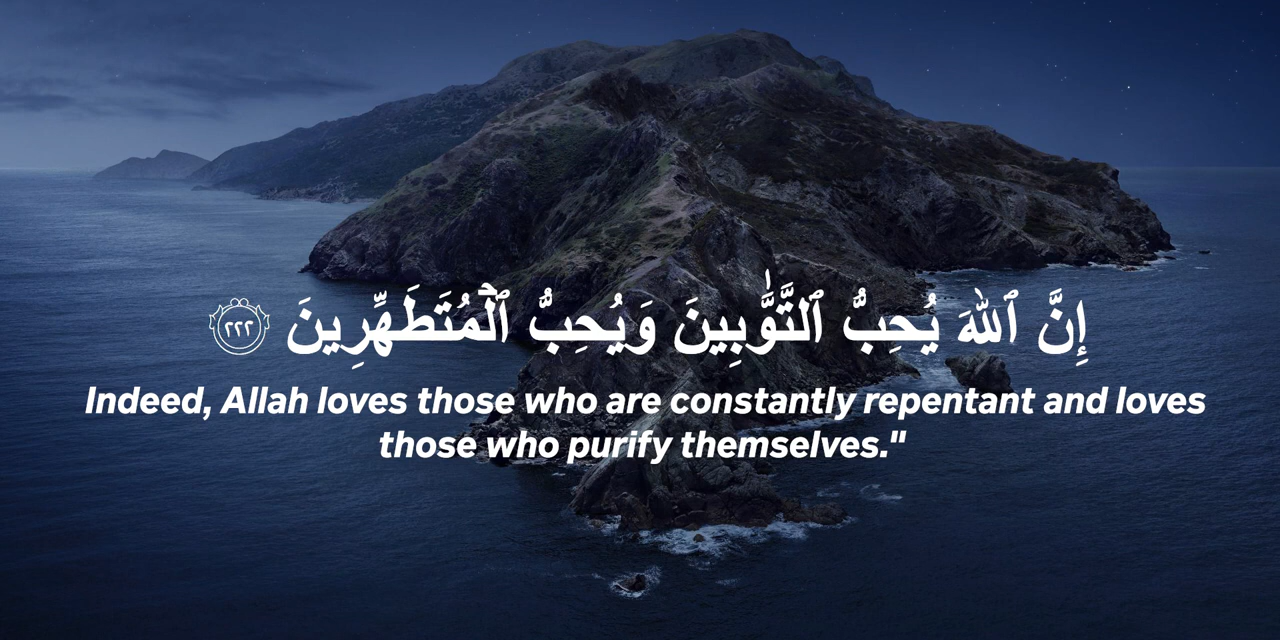 إِنَّ ٱللَّهَ يُحِبُّ ٱلتَّوَّٰبِينَ وَيُحِبُّ ٱلْمُتَطَهِّرِينَ ٢٢٢
Indeed, Allah loves those who are constantly repentant and loves
those who purify themselves."